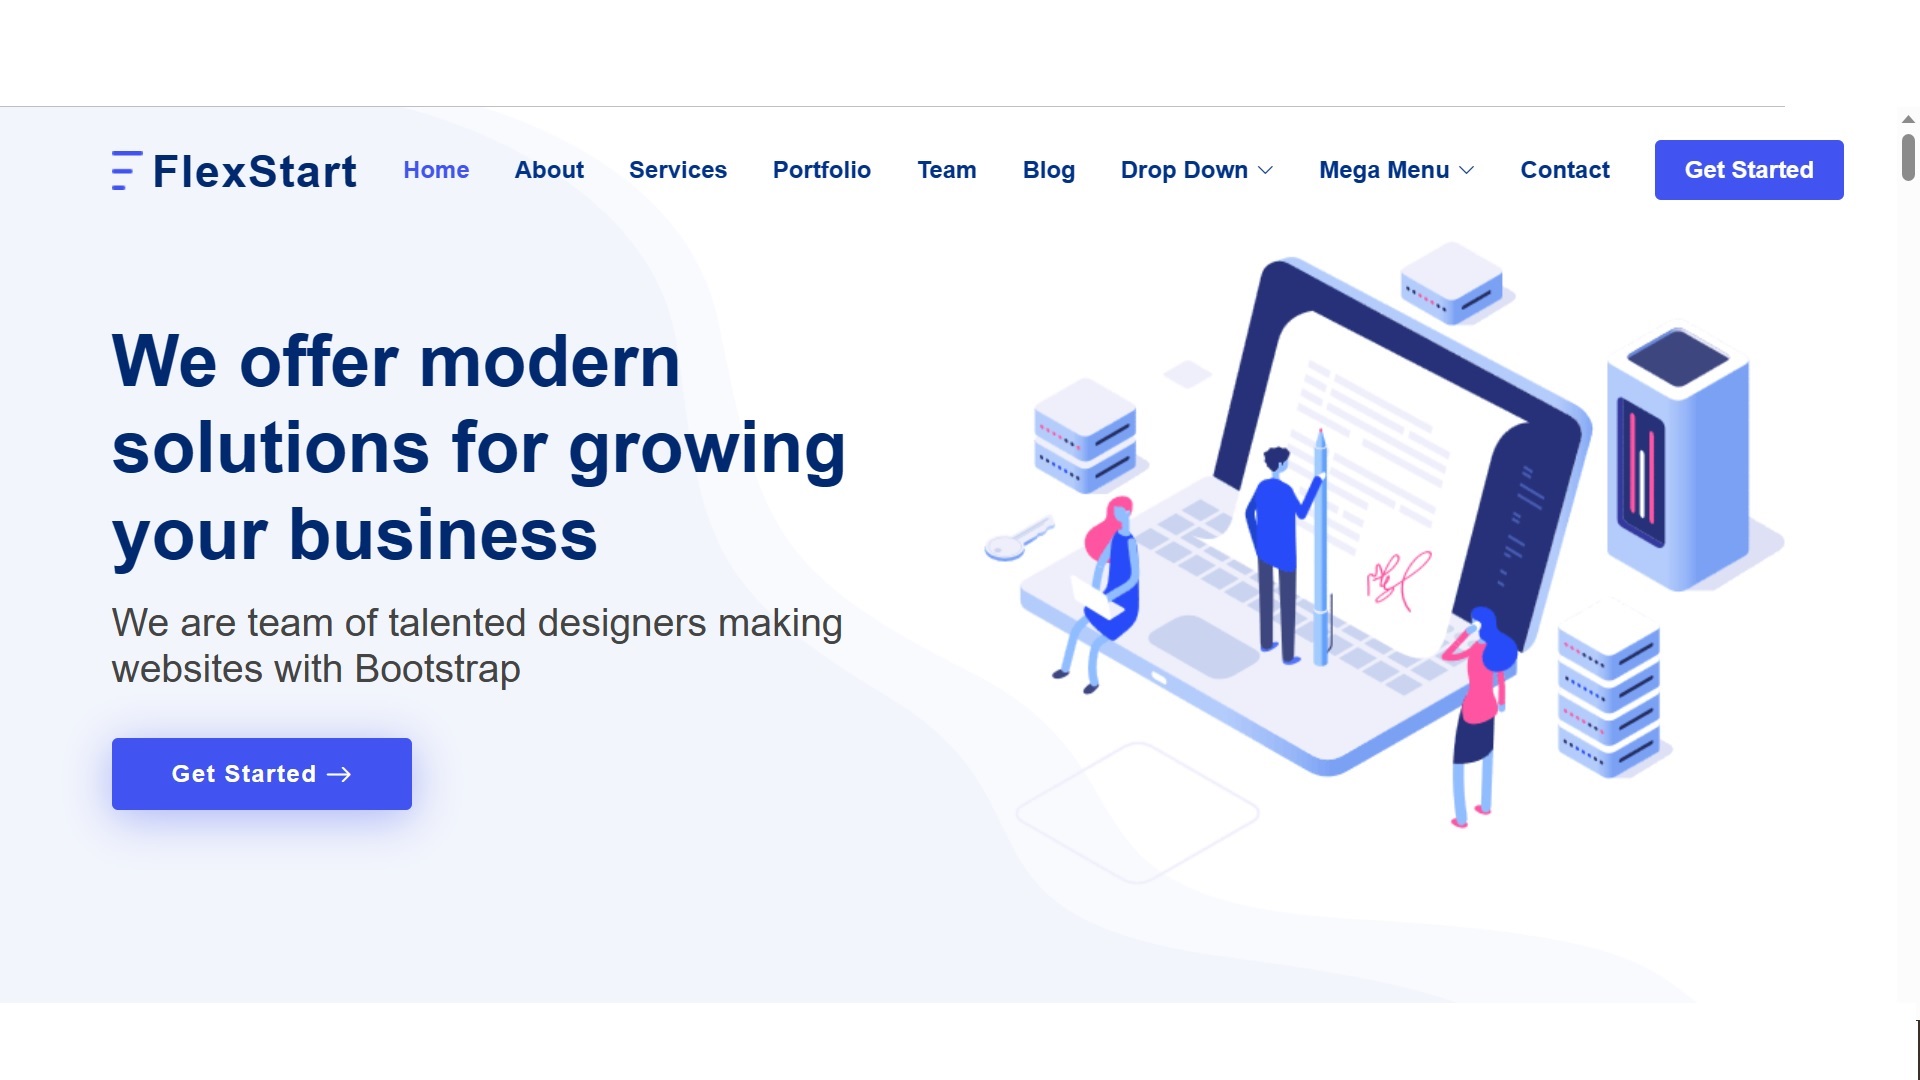 FlexStart
Home About Services Portfolio Team Blog Drop Down Mega Menu Contact Get Started
We offer modern
solutions for growing
your business
We are team of talented designers making
websites with Bootstrap
Get Started →